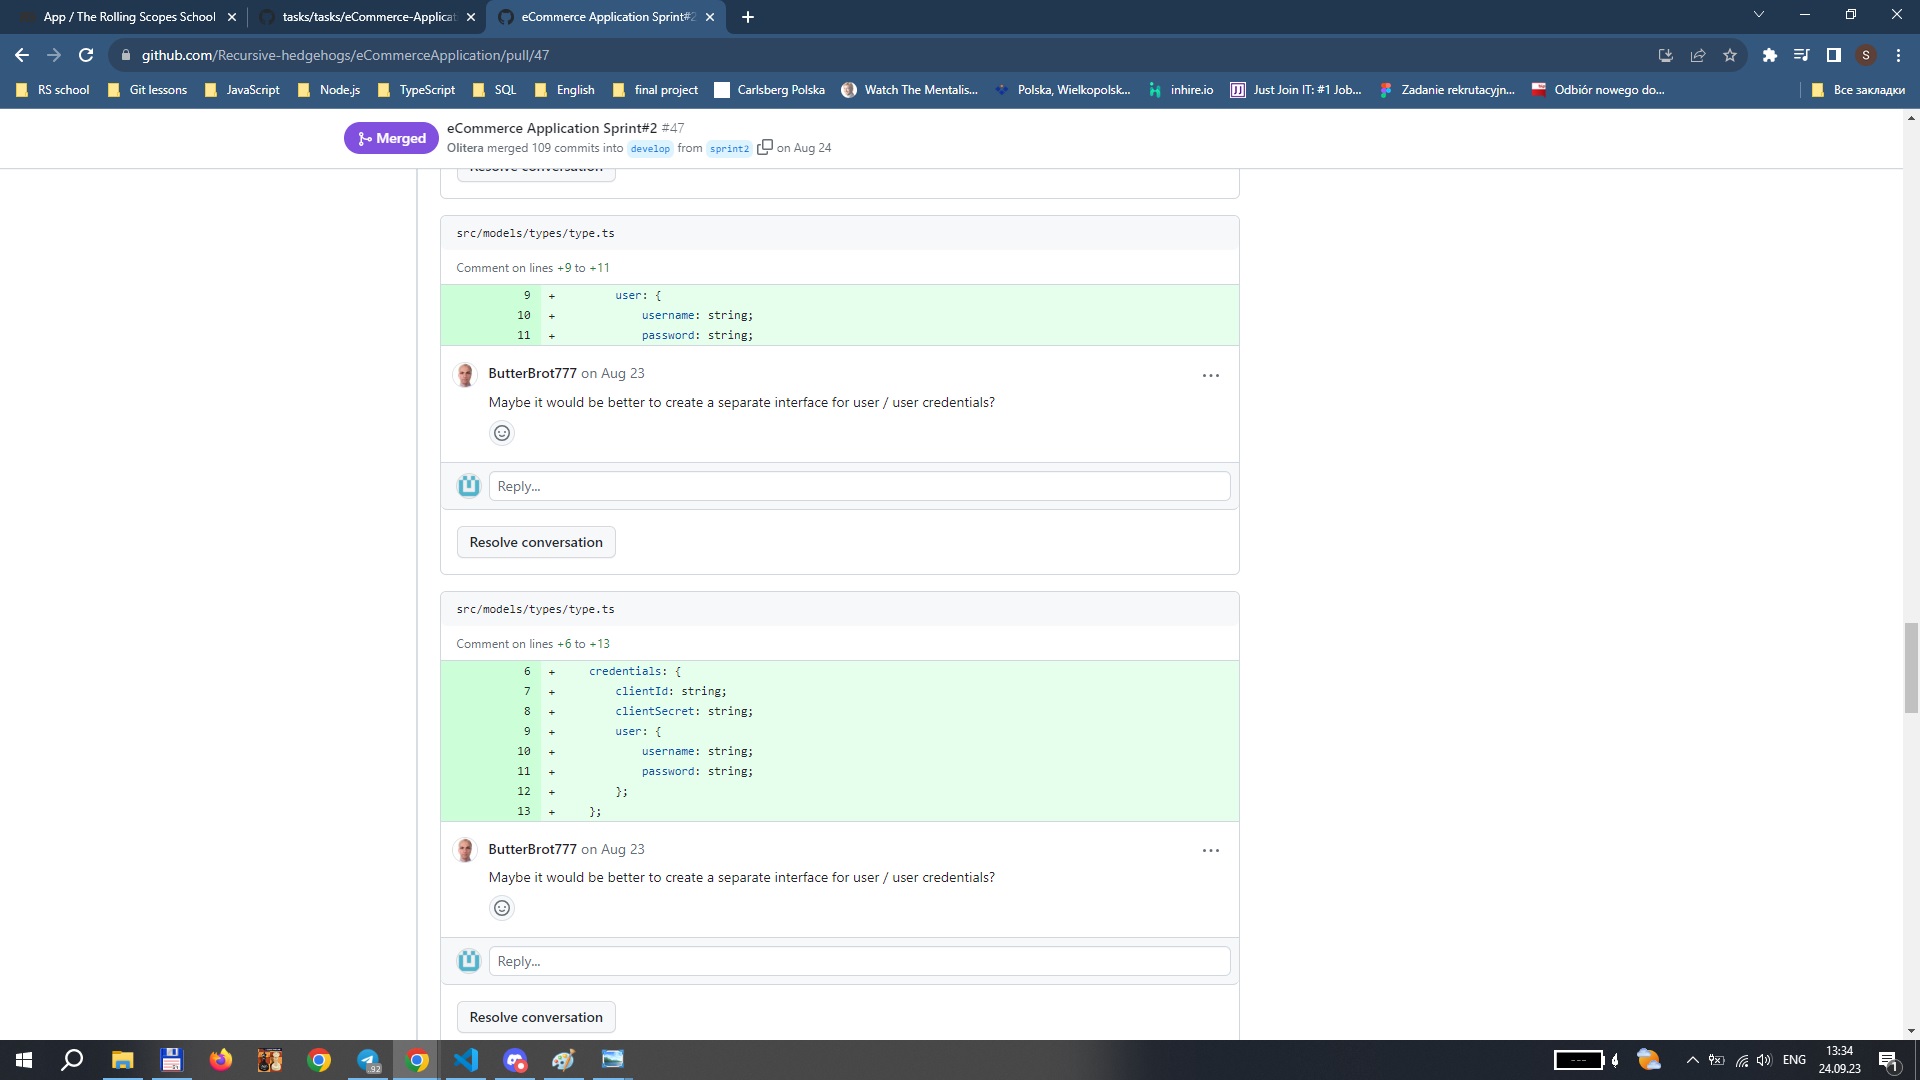 App / The Rolling Scopes School
tasks/tasks/eCommerce-Applicat
eCommerce Application Sprint#2
github.com/Recursive-hedgehogs/eCommerceApplication/pull/47
S
RS school
Git lessons
JavaScript
Node.js
TypeScript
SQL
English
final project
Carlsberg Polska
Watch The Mentalis...
Polska, Wielkopolsk...
inhire.io
Just Join IT: #1 Job...
Zadanie rekrutacyjn...
Odbiór nowego do...
Все закладки
Merged
eCommerce Application Sprint#2 #47
Olitera merged 109 commits into develop from sprint2 on Aug 24
Resolve conversation
src/models/types/type.ts
Comment on lines +9 to +11
9 + user: {
10 + username: string;
11 + password: string;
ButterBrot777 on Aug 23
Maybe it would be better to create a separate interface for user / user credentials?
Reply...
Resolve conversation
src/models/types/type.ts
Comment on lines +6 to +13
6 + credentials: {
7 + clientId: string;
8 + clientSecret: string;
9 + user: {
10 + username: string;
11 + password: string;
12 + };
13 + };
ButterBrot777 on Aug 23
Maybe it would be better to create a separate interface for user / user credentials?
Reply...
Resolve conversation
92
ENG
13:34
24.09.23
1